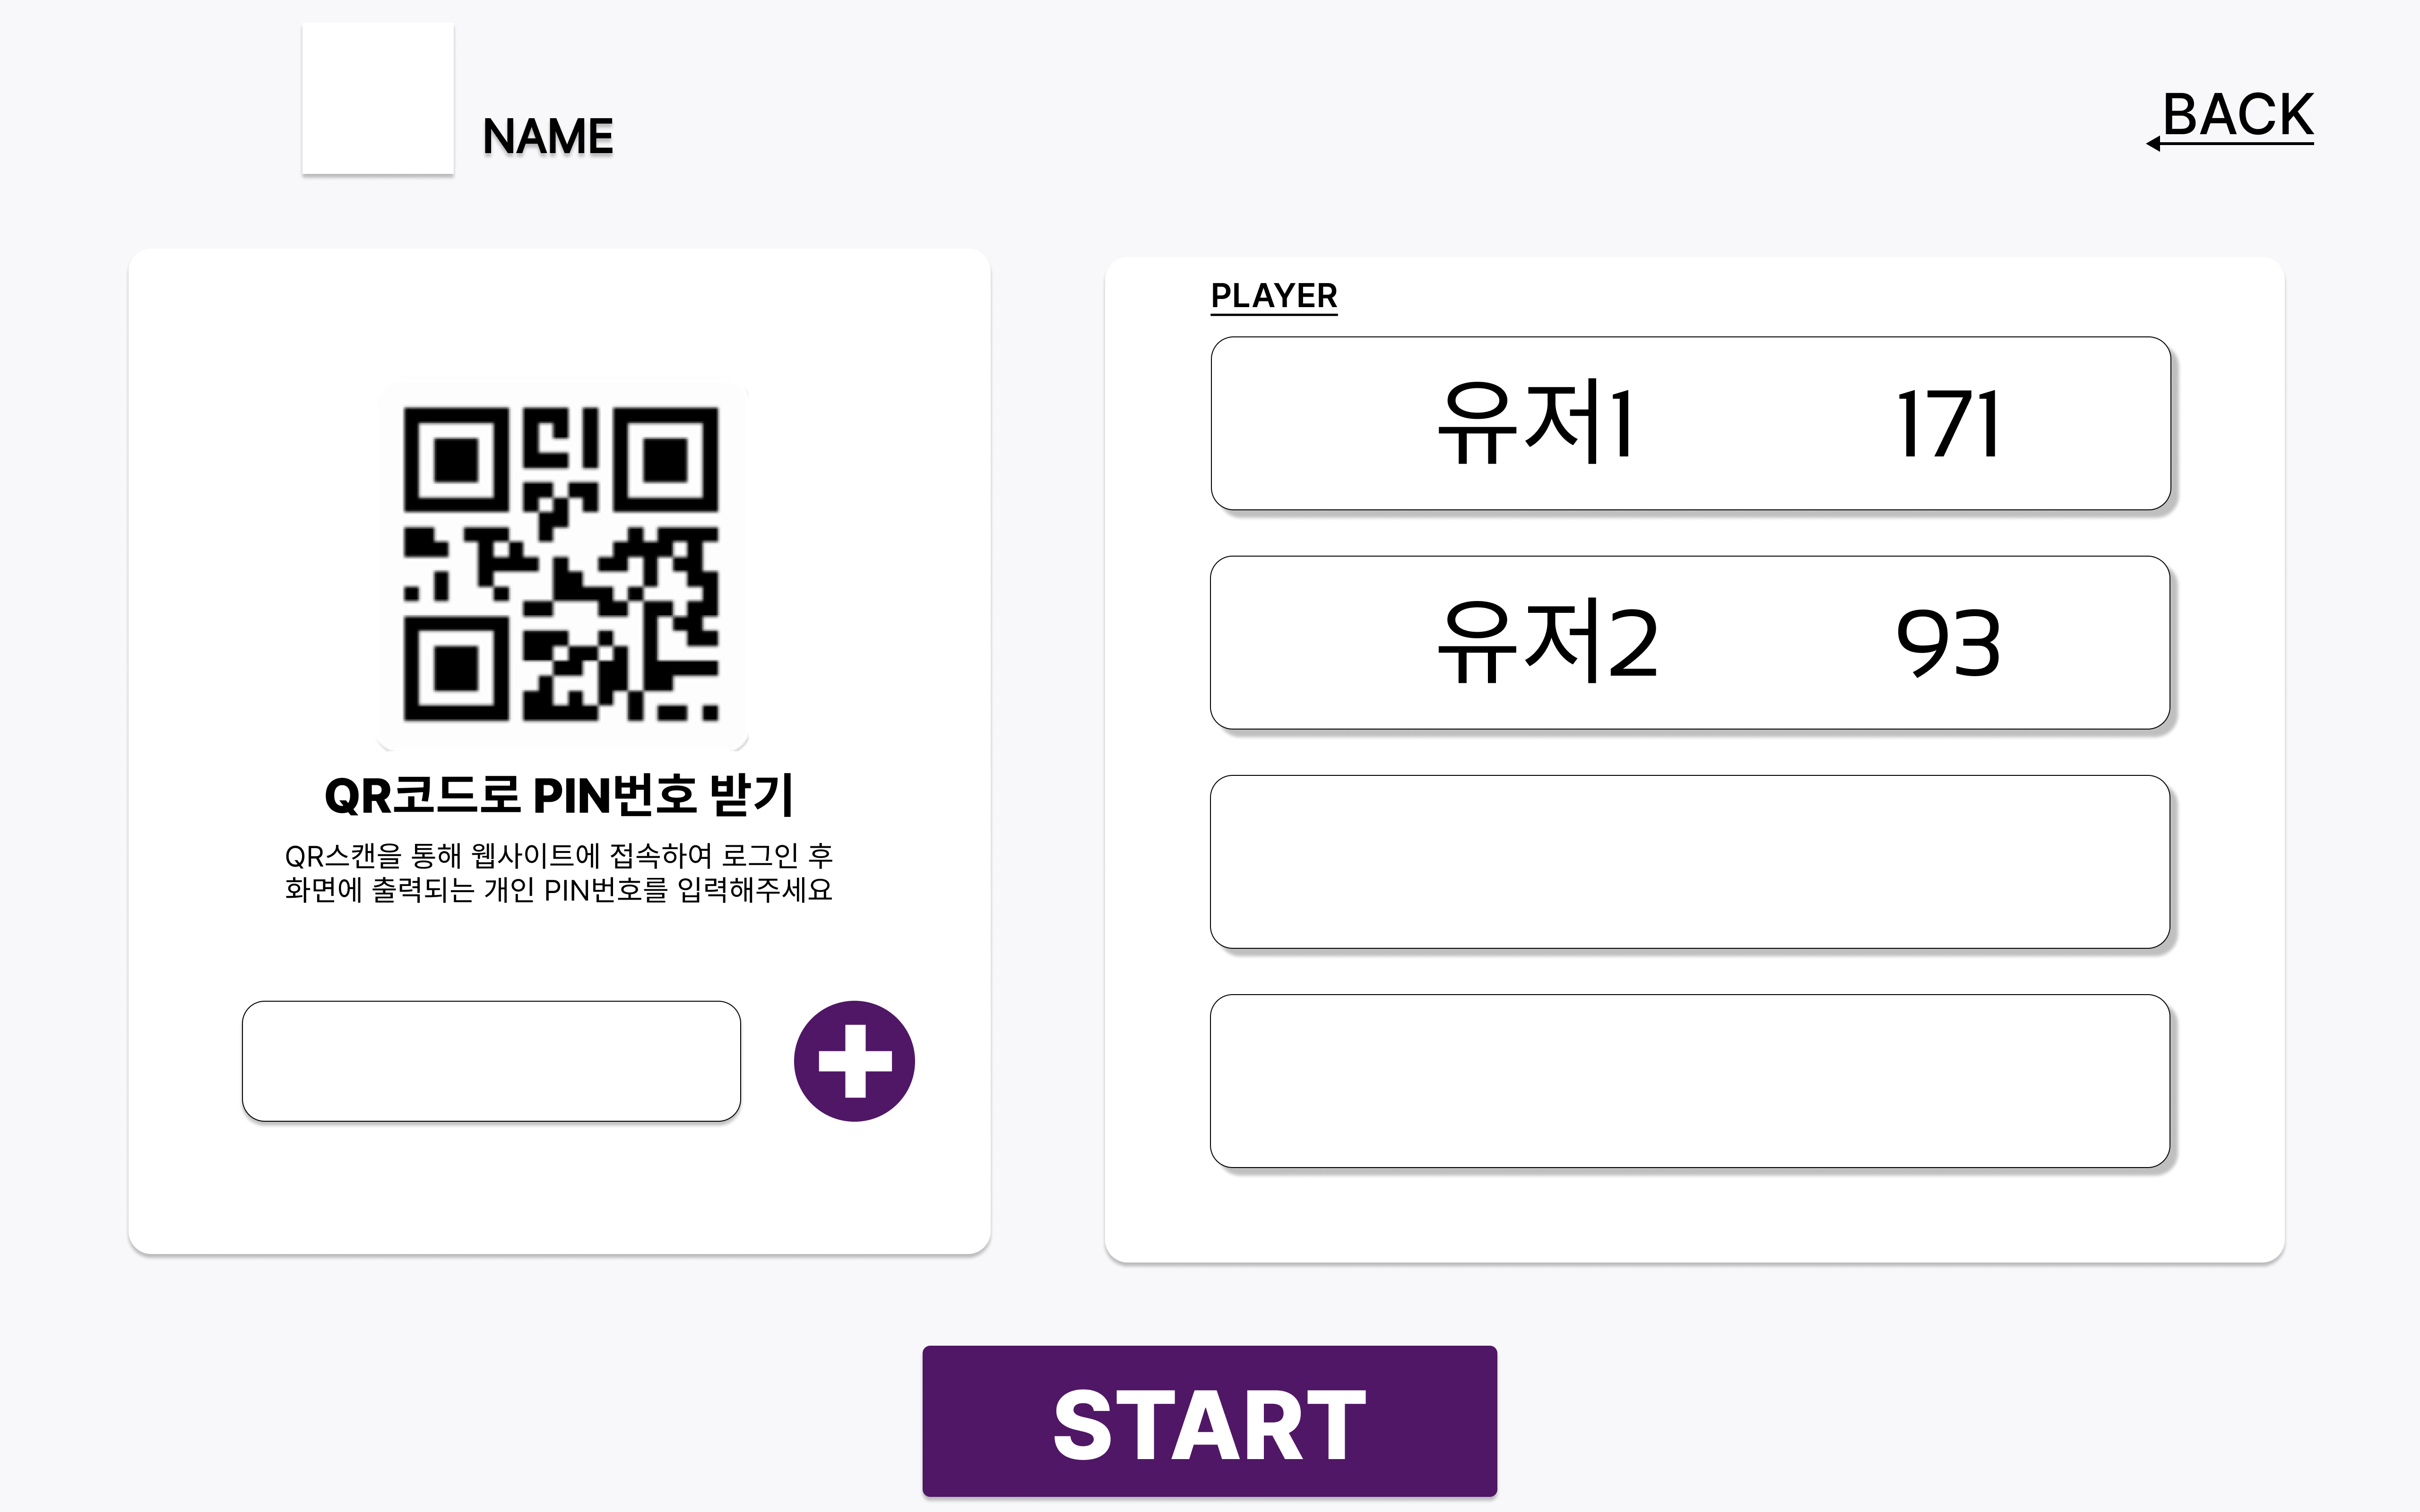 NAME
BACK
QR코드로 PIN번호 받기
QR스캔을 통해 웹사이트에 접속하여 로그인 후
화면에 출력되는 개인 PIN번호를 입력해주세요
PLAYER
유저1 171
유저2 93
START